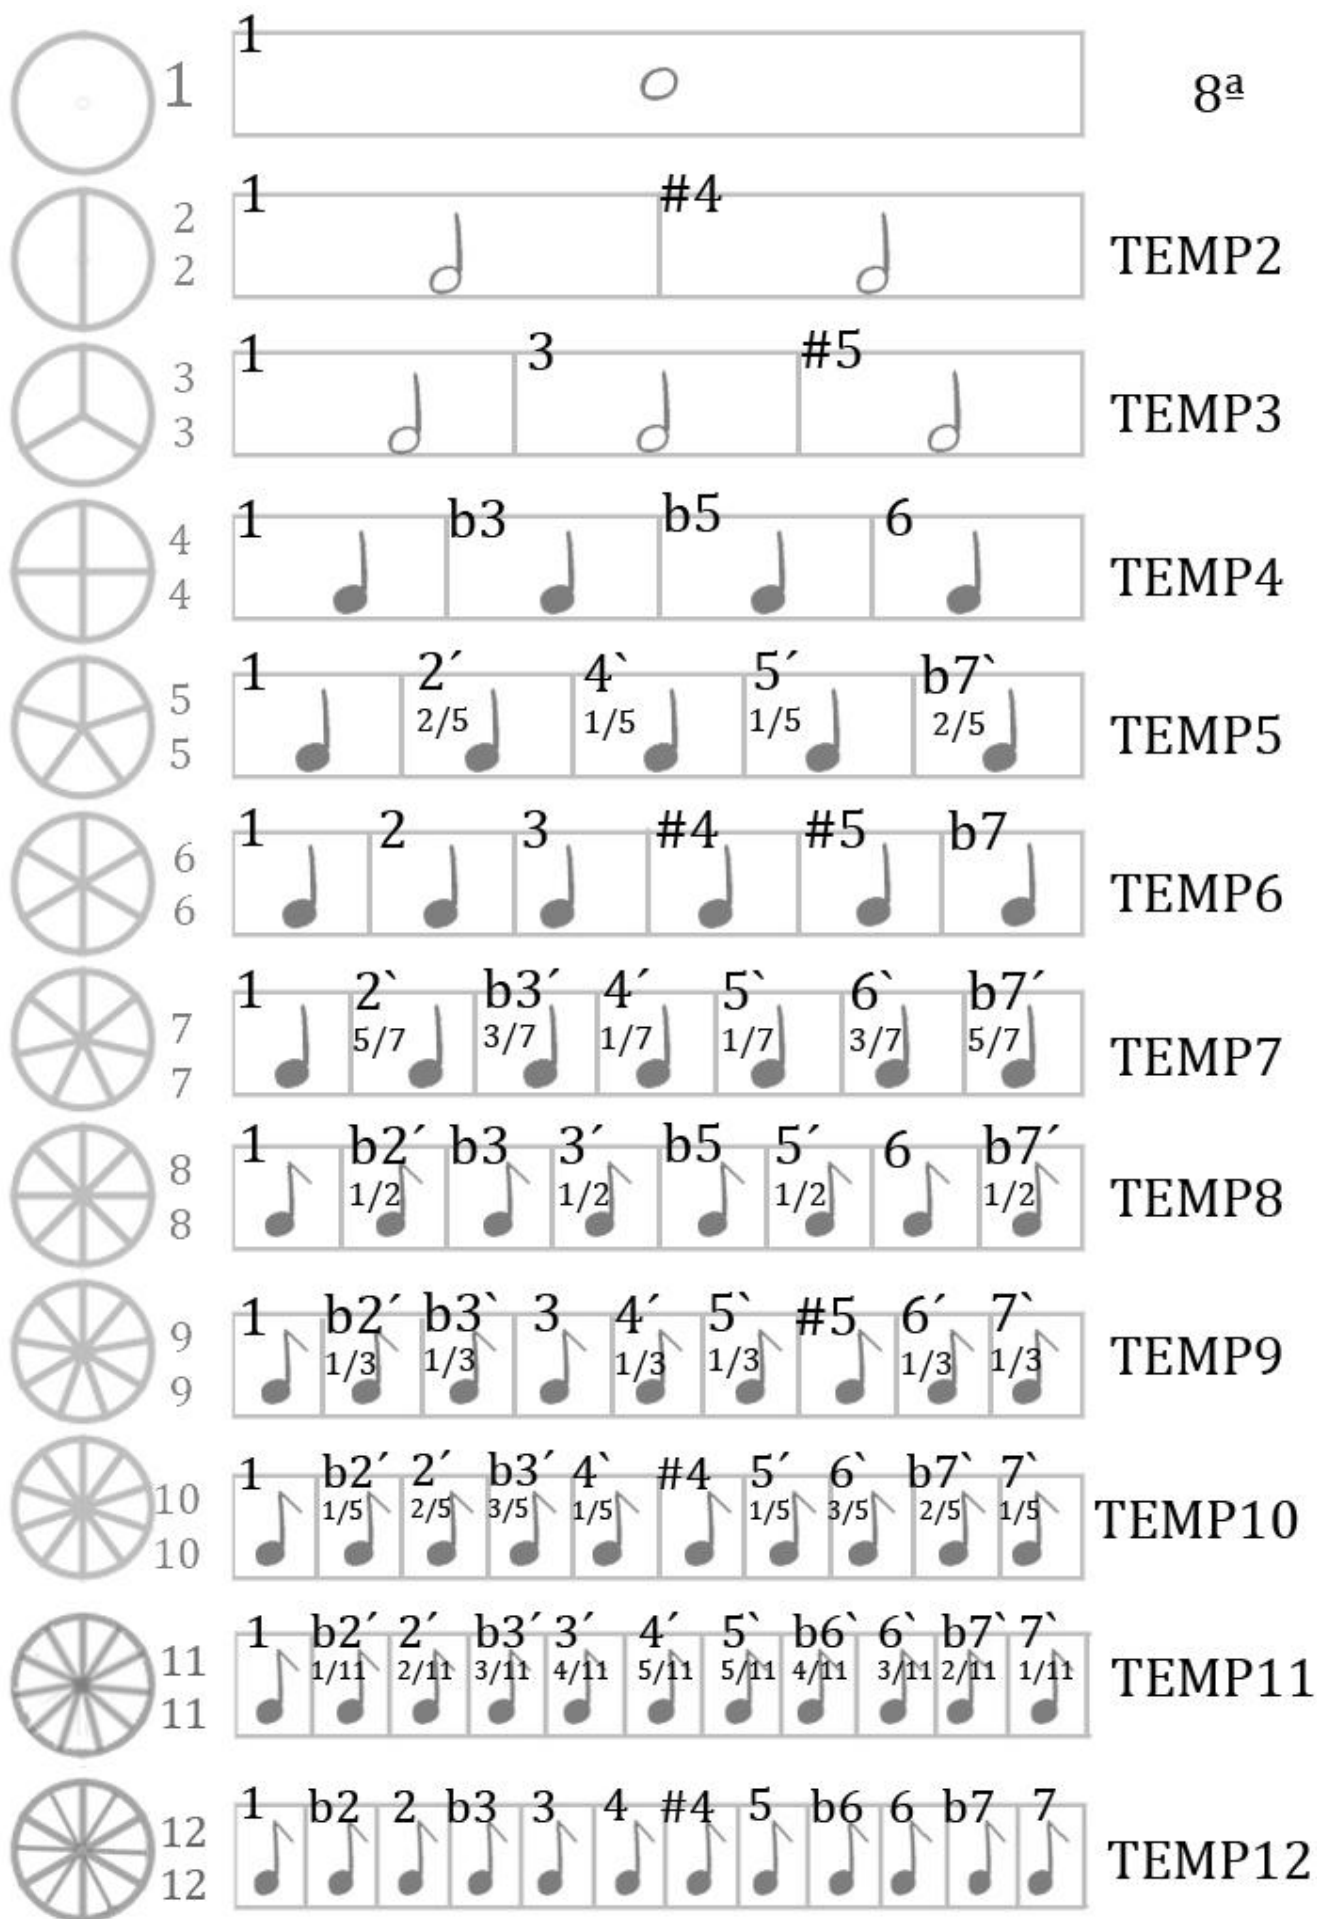 1
1
8ª
2
2
1 #4
TEMP2
3
3
1 3 #5
TEMP3
4
4
1 b3 b5 6
TEMP4
5
5
1 2´ 4` 5´ b7`
2/5 1/5 1/5 2/5
TEMP5
6
6
1 2 3 #4 #5 b7
TEMP6
7
7
1 2` b3´ 4´ 5` 6` b7´
5/7 3/7 1/7 1/7 3/7 5/7
TEMP7
8
8
1 b2´ b3 3´ b5 5´ 6 b7´
1/2 1/2 1/2 1/2
TEMP8
9
9
1 b2´ b3` 3 4´ 5` #5 6´ 7`
1/3 1/3 1/3 1/3 1/3 1/3
TEMP9
10
10
1 b2´ 2´ b3´ 4` #4 5´ 6` b7` 7`
1/5 2/5 3/5 1/5 1/5 3/5 2/5 1/5
TEMP10
11
11
1 b2´ 2´ b3´ 3´ 4´ 5` b6` 6` b7` 7`
1/11 2/11 3/11 4/11 5/11 5/11 4/11 3/11 2/11 1/11
TEMP11
12
12
1 b2 2 b3 3 4 #4 5 b6 6 b7 7
TEMP12